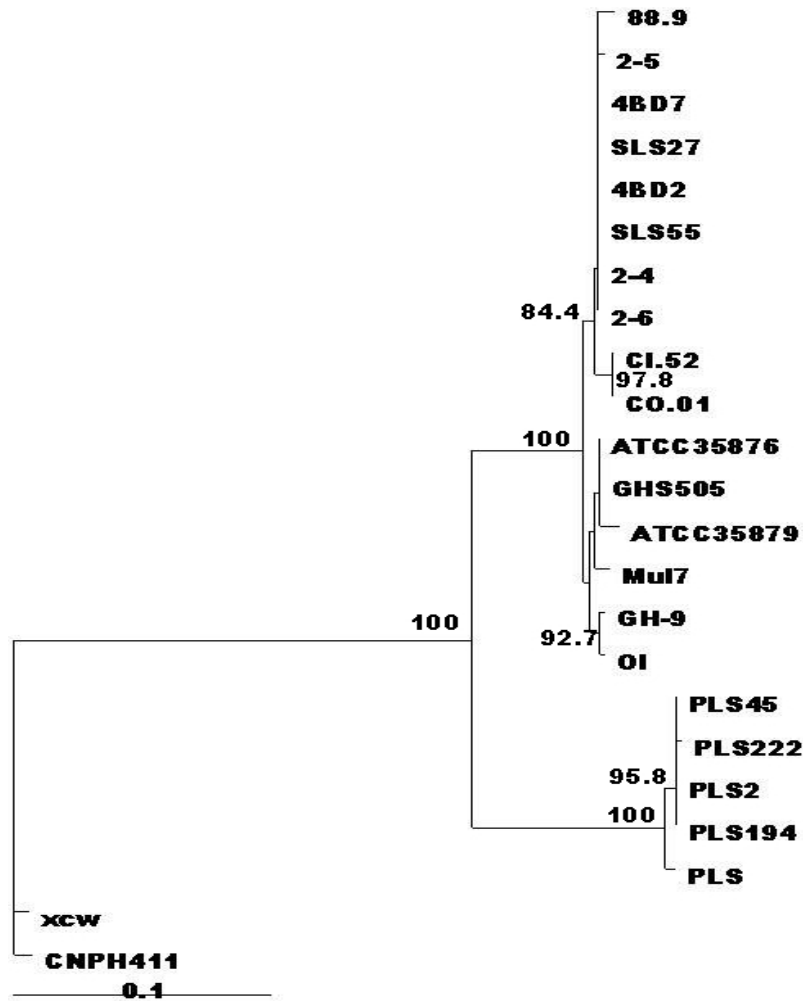 88.9
2-5
4BD7
SLS27
4BD2
SLS55
2-4
84.4
2-6
CI.52
97.8
CO.01
100
ATCC35876
GHS505
ATCC35879
Mul7
GH-9
100
92.7
OI
PLS45
PLS222
95.8
PLS2
100
PLS194
PLS
xcw
CNPH411
0.1